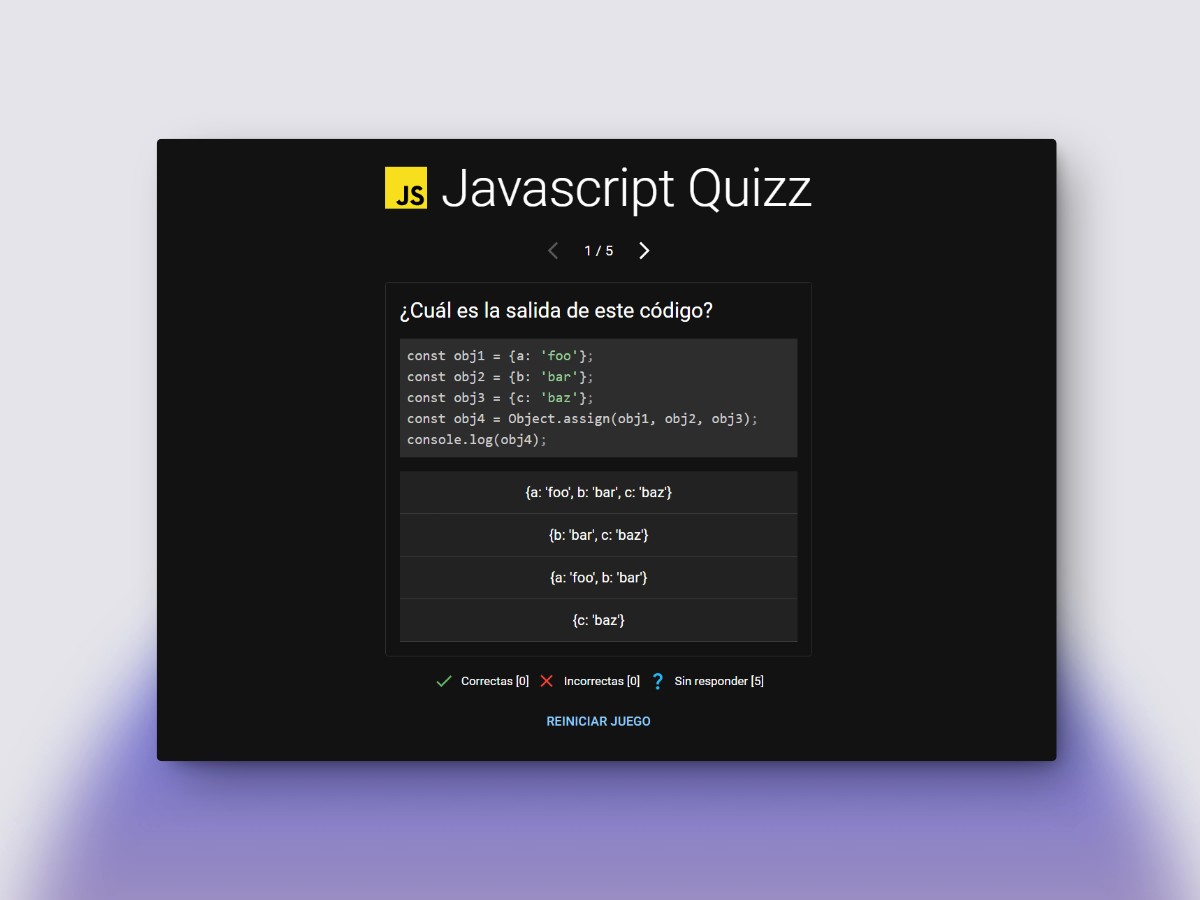 JS Javascript Quizz
1 / 5
¿Cuál es la salida de este código?
const obj1 = {a: 'foo'};
const obj2 = {b: 'bar'};
const obj3 = {c: 'baz'};
const obj4 = Object.assign(obj1, obj2, obj3);
console.log(obj4);
{a: 'foo', b: 'bar', c: 'baz'}
{b: 'bar', c: 'baz'}
{a: 'foo', b: 'bar'}
{c: 'baz'}
Correctas [0] Incorrectas [0] ? Sin responder [5]
REINICIAR JUEGO